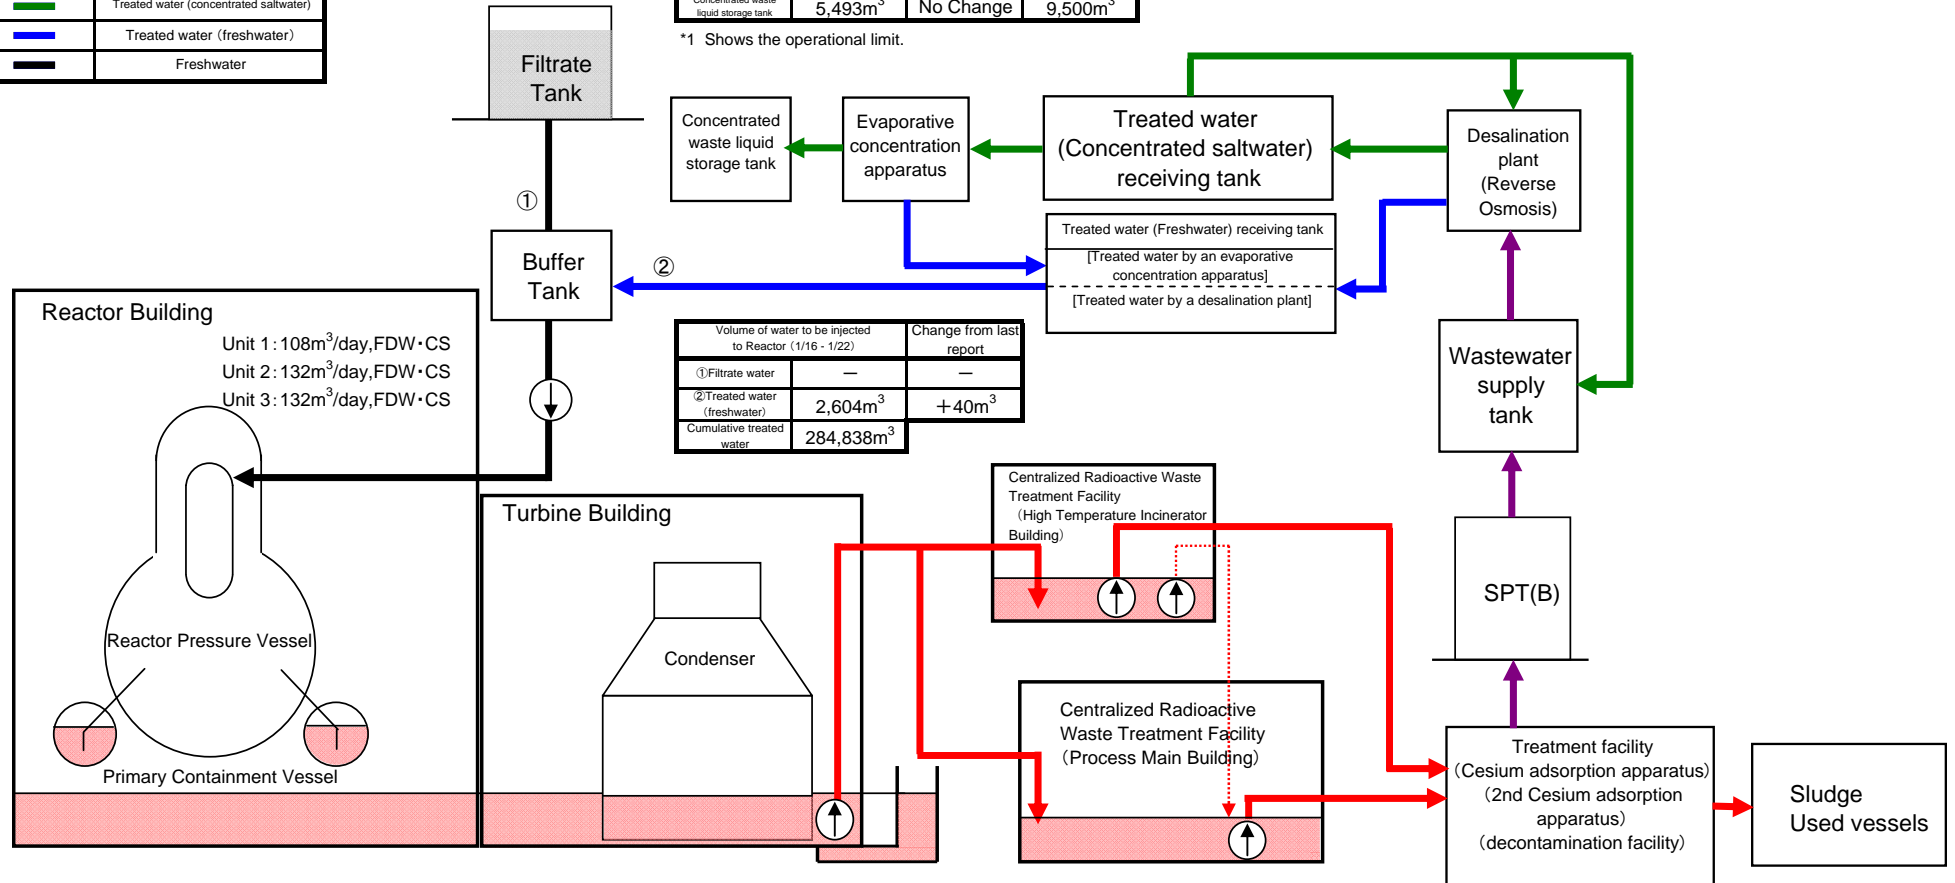 Treated water (concentrated saltwater)
Treated water (freshwater)
Freshwater
Concentrated waste
liquid storage tank
5,493m3
No Change
9,500m3
*1 Shows the operational limit.
Filtrate
Tank
①
Buffer
Tank
②
Concentrated
waste liquid
storage tank
Evaporative
concentration
apparatus
Treated water
(Concentrated saltwater)
receiving tank
Desalination
plant
(Reverse
Osmosis)
Treated water (Freshwater) receiving tank
[Treated water by an evaporative
concentration apparatus]
[Treated water by a desalination plant]
Wastewater
supply
tank
SPT(B)
Reactor Building
Unit 1:108m3/day,FDW・CS
Unit 2:132m3/day,FDW・CS
Unit 3:132m3/day,FDW・CS
Reactor Pressure Vessel
Primary Containment Vessel
Volume of water to be injected
to Reactor (1/16 - 1/22)
Change from last
report
①Filtrate water
—
—
②Treated water
(freshwater)
2,604m3
+40m3
Cumulative treated
water
284,838m3
Turbine Building
Condenser
Centralized Radioactive Waste
Treatment Facility
(High Temperature Incinerator
Building)
Centralized Radioactive
Waste Treatment Facility
(Process Main Building)
Treatment facility
(Cesium adsorption apparatus)
(2nd Cesium adsorption
apparatus)
(decontamination facility)
Sludge
Used vessels